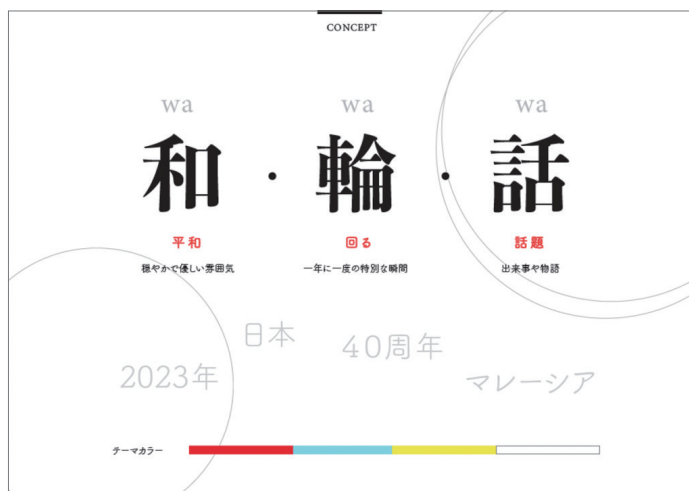 CONCEPT
wa wa wa
和・輪・話
平和 回る 話題
穏やかで優しい雰囲気 一年に一度の特別な瞬間 出来事や物語
日本 40周年
2023年 マレーシア
テーマカラー